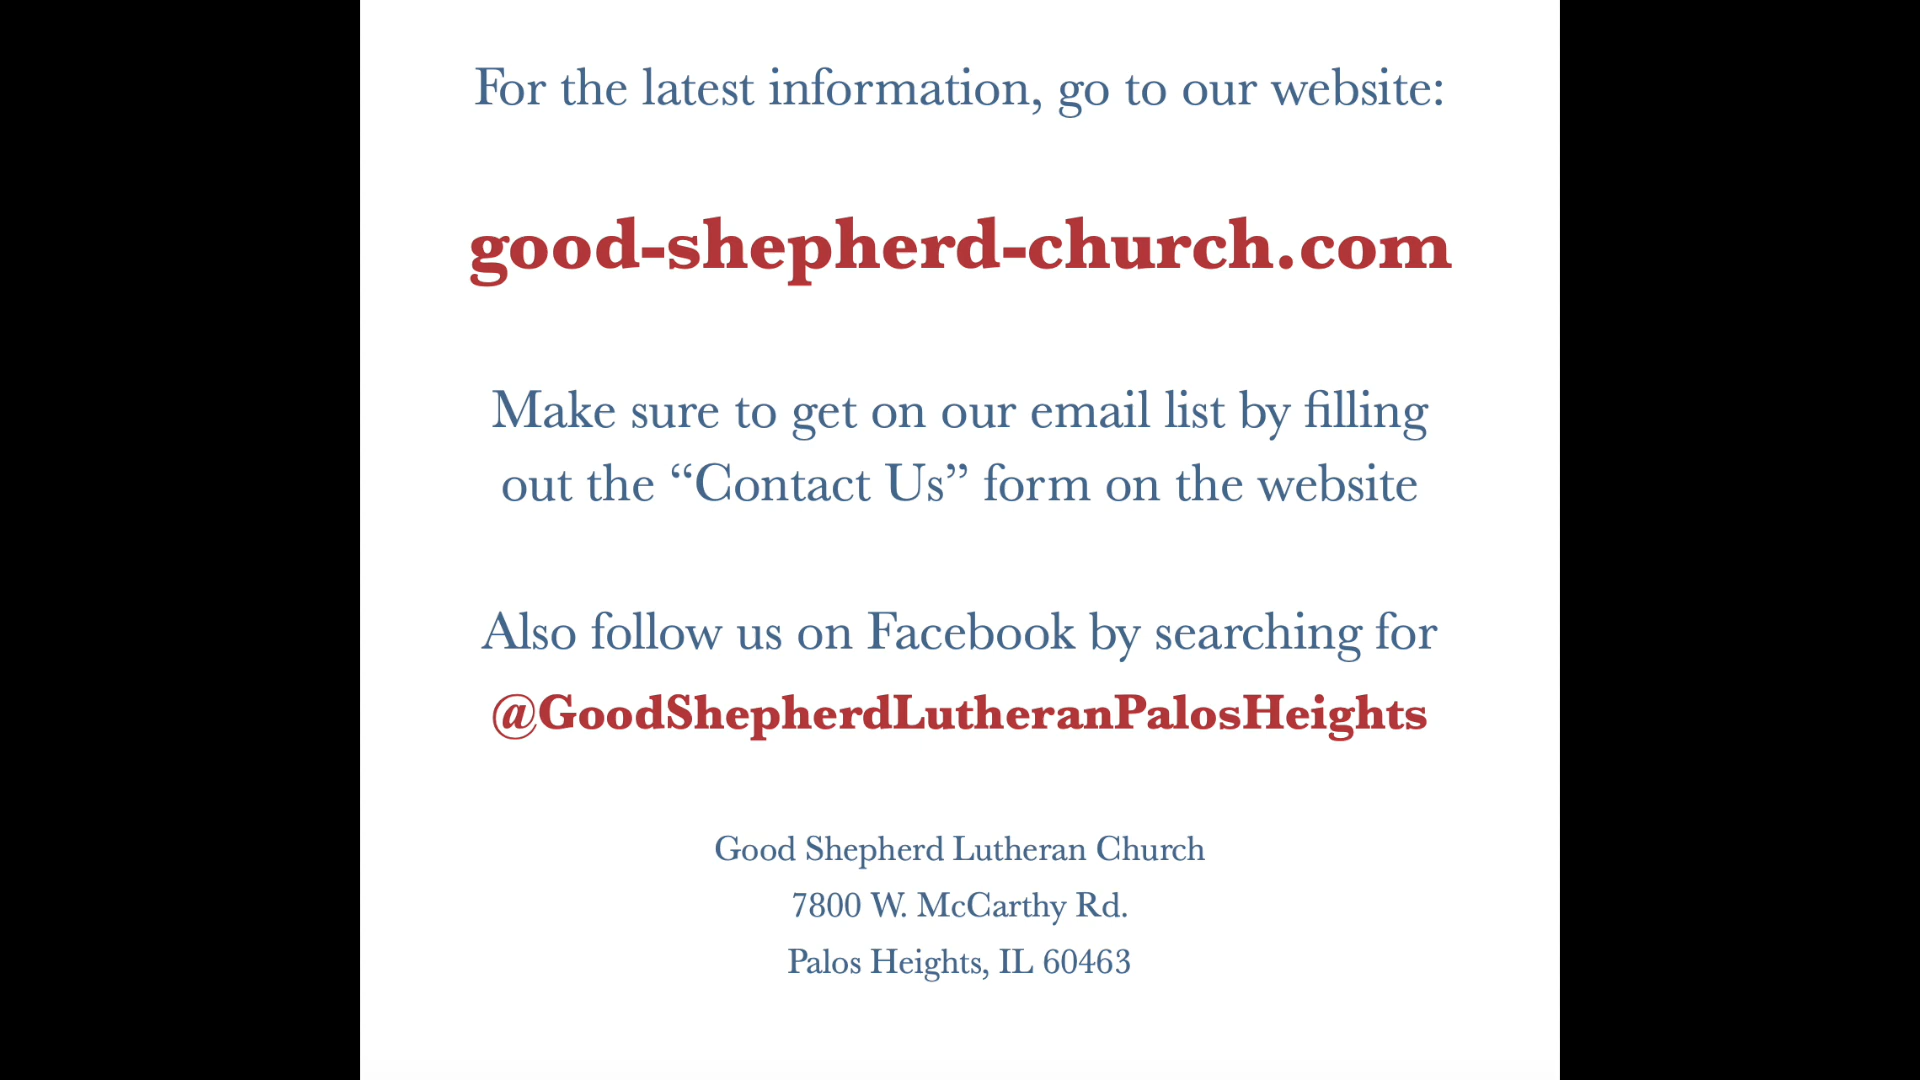 For the latest information, go to our website:
good-shepherd-church.com
Make sure to get on our email list by filling
out the “Contact Us” form on the website
Also follow us on Facebook by searching for
@GoodShepherdLutheranPalosHeights
Good Shepherd Lutheran Church
7800 W. McCarthy Rd.
Palos Heights, IL 60463